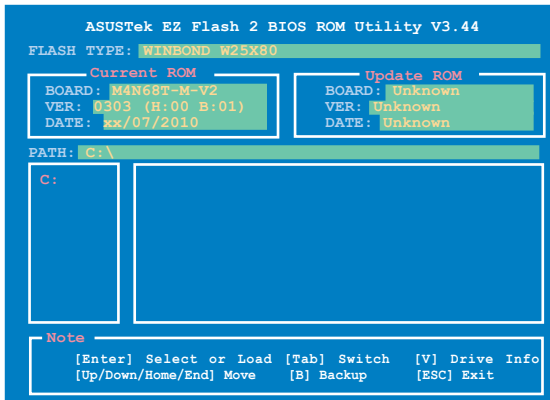 ASUSTek EZ Flash 2 BIOS ROM Utility V3.44
FLASH TYPE: WINBOND W25X80
Current ROM
BOARD: M4N68T-M-V2
VER: 0303 (H:00 B:01)
DATE: xx/07/2010
Update ROM
BOARD: Unknown
VER: Unknown
DATE: Unknown
PATH: C:\
C:
Note
[Enter] Select or Load [Tab] Switch [V] Drive Info
[Up/Down/Home/End] Move [B] Backup [ESC] Exit